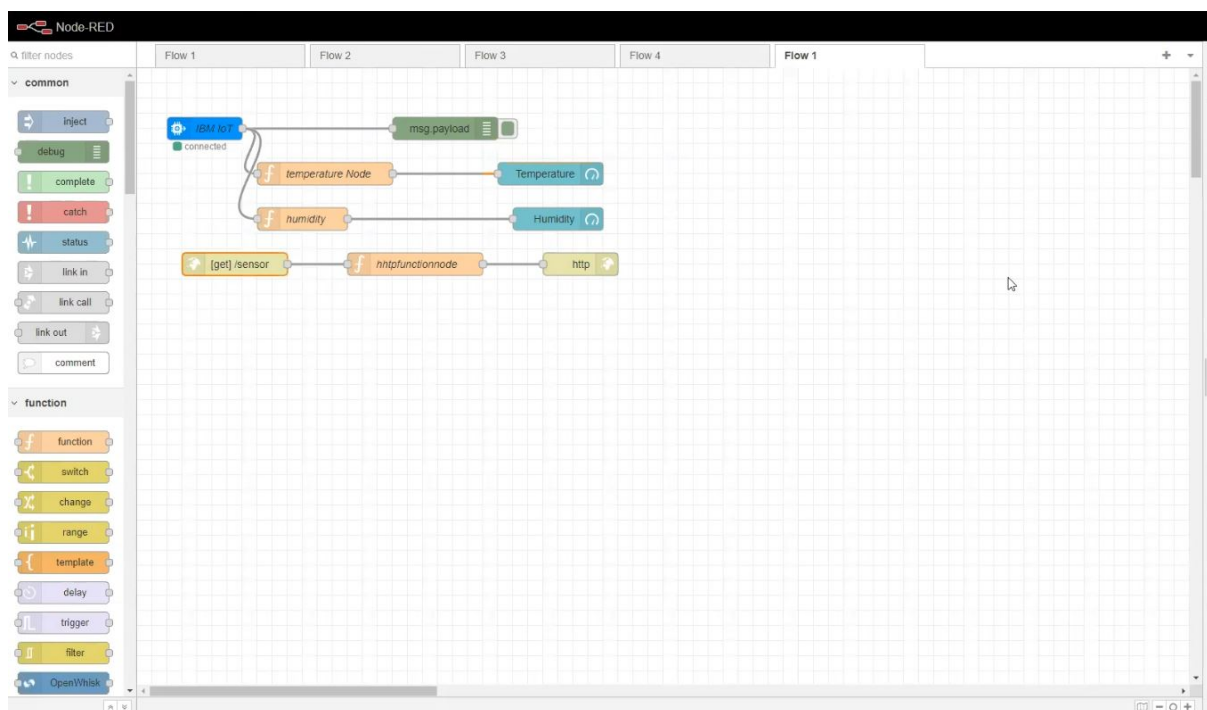 Node-RED
filter nodes
Flow 1
Flow 2
Flow 3
Flow 4
Flow 1
common
inject
debug
complete
catch
status
link in
link call
link out
comment
function
function
switch
change
range
template
delay
trigger
filter
OpenWhisk
IBM IoT
connected
msg.payload
temperature Node
Temperature
humidity
Humidity
[get] /sensor
hhtpfunctionnode
http